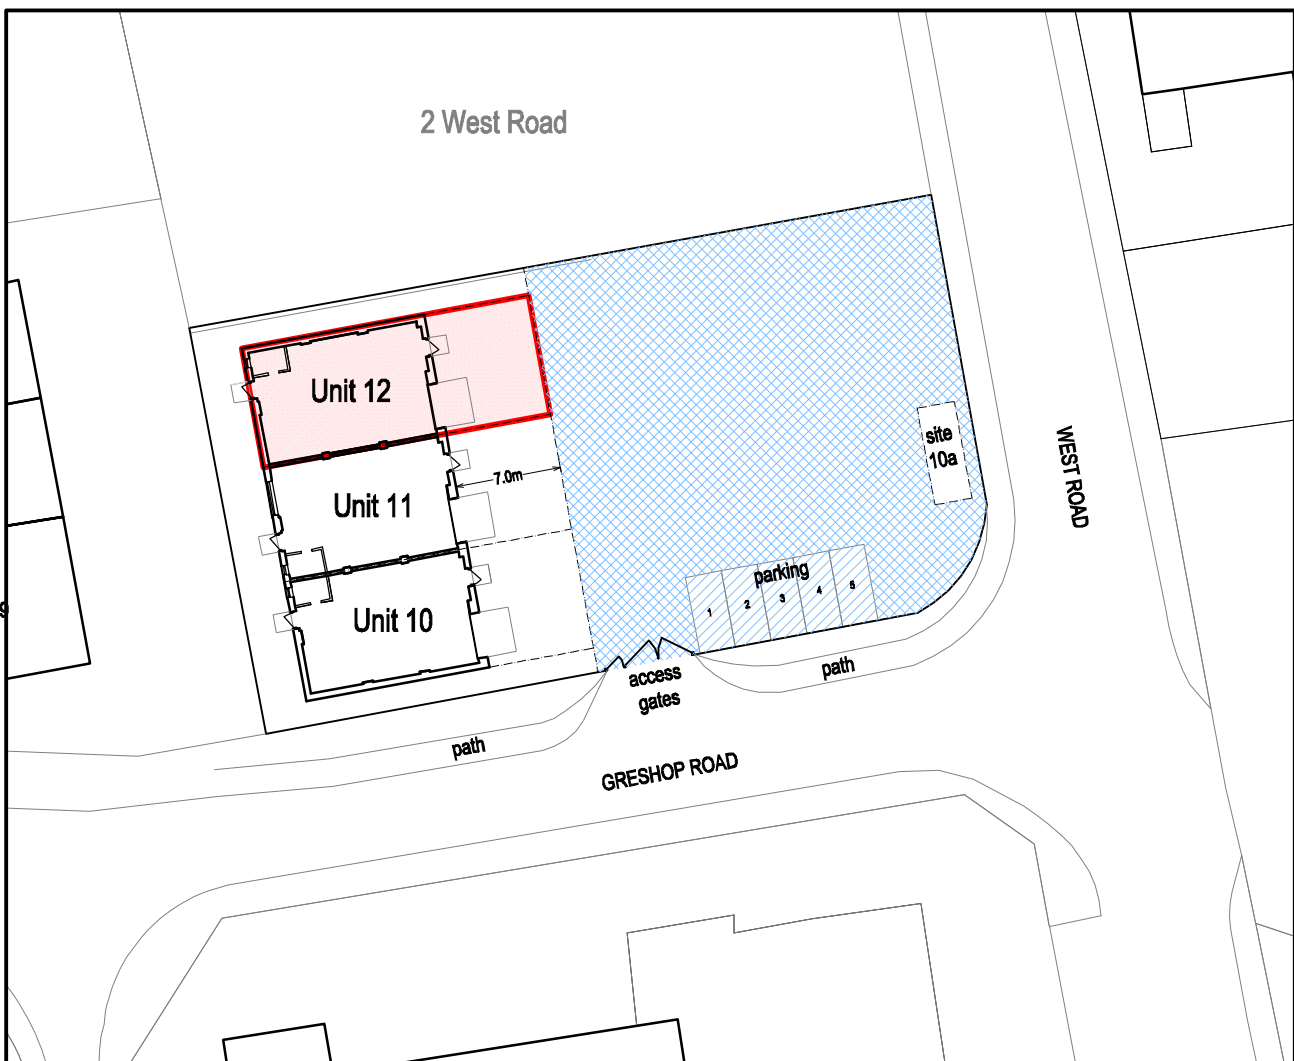 2 West Road
Unit 12
Unit 11
7.0m
Unit 10
site
10a
WEST ROAD
parking
1 2 3 4 5
access
gates
path
path
GRESHOP ROAD
9